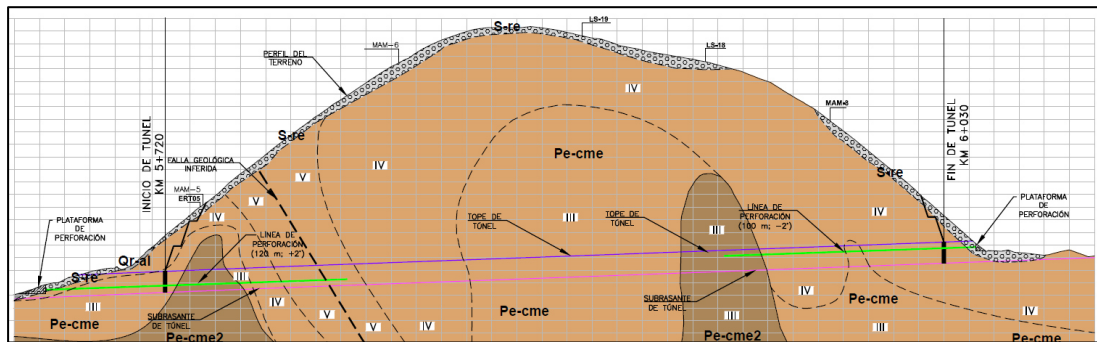 S-re
LS-19
MAM-6
LS-18
PERFIL DEL
TERRENO
IV
MAM-8
INICIO DE TUNEL
KM 5+720
FIN DE TUNEL
KM 6+030
S-re
FALLA GEOLÓGICA
INFERIDA
IV
Pe-cme
V
S-re
MAM-5
ERT05
V
IV
PLATAFORMA
DE
PERFORACIÓN
LÍNEA DE
PERFORACIÓN
(120 m; +2°)
TOPE DE
TÚNEL
III
TOPE DE
TÚNEL
III
LÍNEA DE
PERFORACIÓN
(100 m; -2°)
IV
PLATAFORMA
DE
PERFORACIÓN
Qr-al
S-re
III
III
SUBRASANTE
DE TÚNEL
IV
V
V
IV
Pe-cme
SUBRASANTE
DE TÚNEL
III
IV
Pe-cme
III
IV
Pe-cme
Pe-cme2
Pe-cme2
Pe-cme